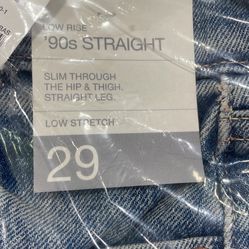 LOW RISE
'90s STRAIGHT
SLIM THROUGH
THE HIP & THIGH.
STRAIGHT LEG.
LOW STRETCH
29